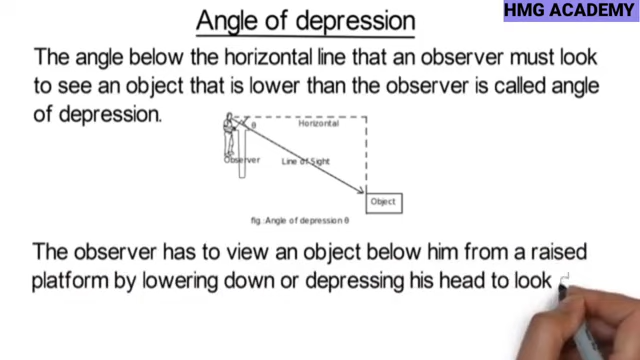 HMG ACADEMY
Angle of depression
The angle below the horizontal line that an observer must look
to see an object that is lower than the observer is called angle
of depression.
θ
Horizontal
Observer
Line of Sight
Object
fig.:Angle of depression θ
The observer has to view an object below him from a raised
platform by lowering down or depressing his head to look